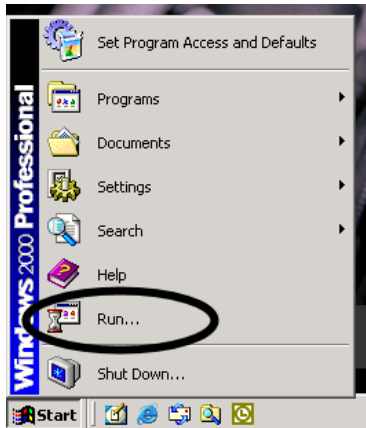 Set Program Access and Defaults
Programs
Documents
Settings
Search
Help
Run...
Shut Down...
Windows 2000 Professional
Start